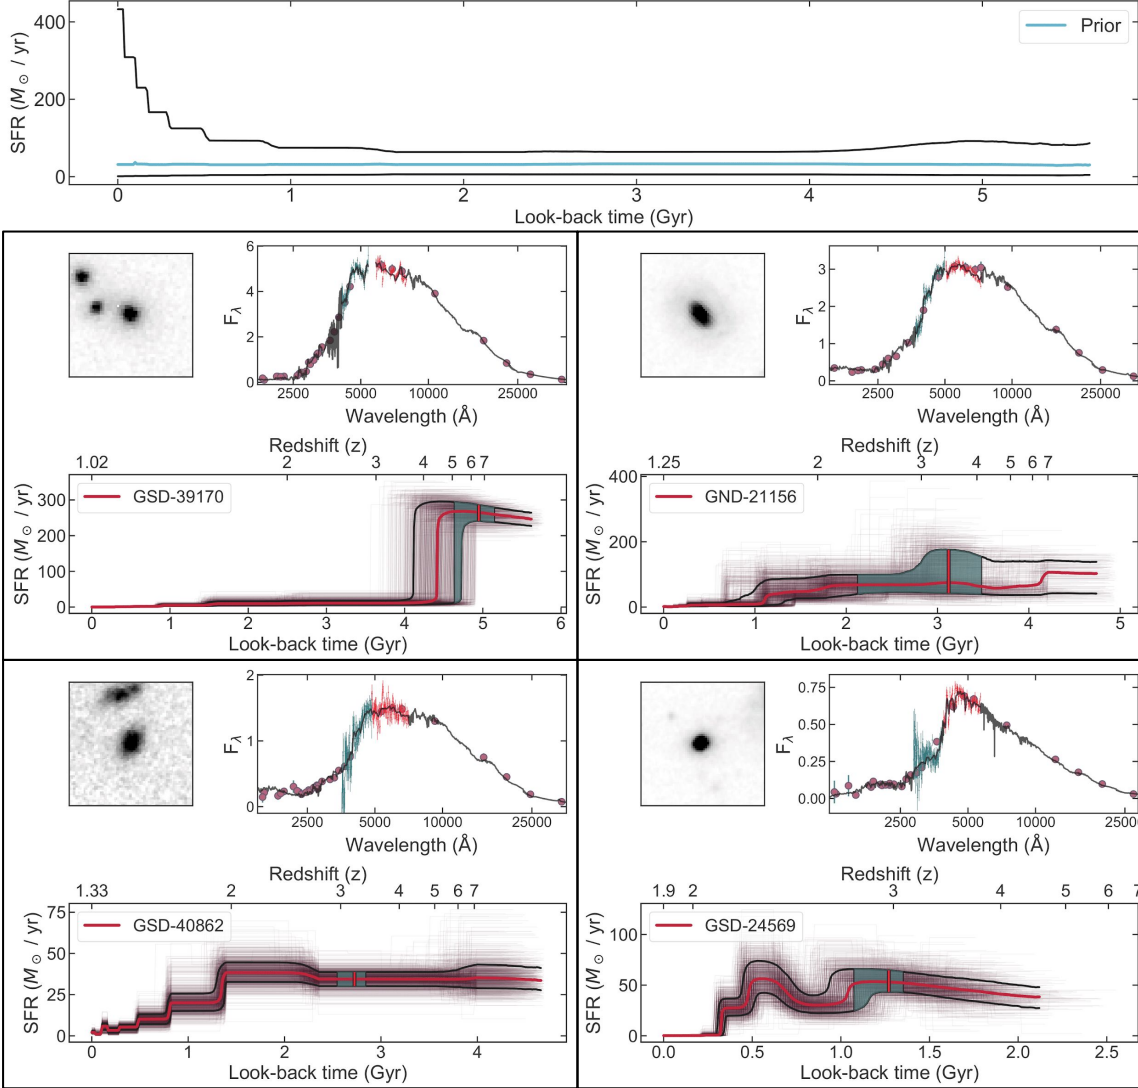 400
200
0
SFR (M⊙ / yr)
Prior
0 1 2 3 4 5
Look-back time (Gyr)
6
4
2
0
Fλ
2500 5000 10000 25000
Wavelength (Å)
Redshift (z)
1.02 2 3 4 5 6 7
300
200
100
0
SFR (M⊙ / yr)
GSD-39170
0 1 2 3 4 5 6
Look-back time (Gyr)
3
2
1
0
Fλ
2500 5000 10000 25000
Wavelength (Å)
Redshift (z)
1.25 2 3 4 5 6 7
400
200
0
SFR (M⊙ / yr)
GND-21156
0 1 2 3 4 5
Look-back time (Gyr)
2
1
0
Fλ
2500 5000 10000 25000
Wavelength (Å)
Redshift (z)
1.33 2 3 4 5 6 7
75
50
25
0
SFR (M⊙ / yr)
GSD-40862
0 1 2 3 4
Look-back time (Gyr)
0.75
0.50
0.25
0.00
Fλ
2500 5000 10000 2500
Wavelength (Å)
Redshift (z)
1.9 2 3 4 5 6 7
100
50
0
SFR (M⊙ / yr)
GSD-24569
0.0 0.5 1.0 1.5 2.0 2.5
Look-back time (Gyr)